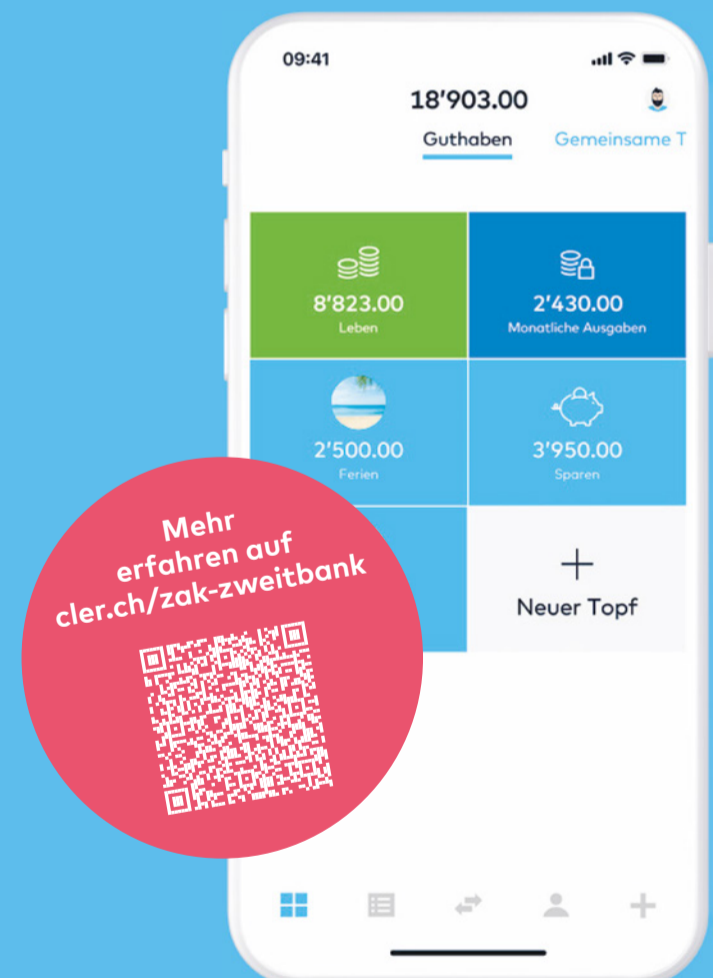 09:41
18'903.00
Guthaben Gemeinsame T
8'823.00
Leben
2'430.00
Monatliche Ausgaben
2'500.00
Ferien
3'950.00
Sparen
Neuer Topf
Mehr
erfahren auf
cler.ch/zak-zweitbank